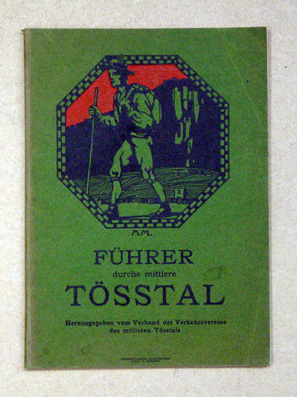 M.M.
FÜHRER
durchs mittlere
TÖSSTAL
Herausgegeben vom Verband der Verkehrsvereine
des mittleren Tösstals